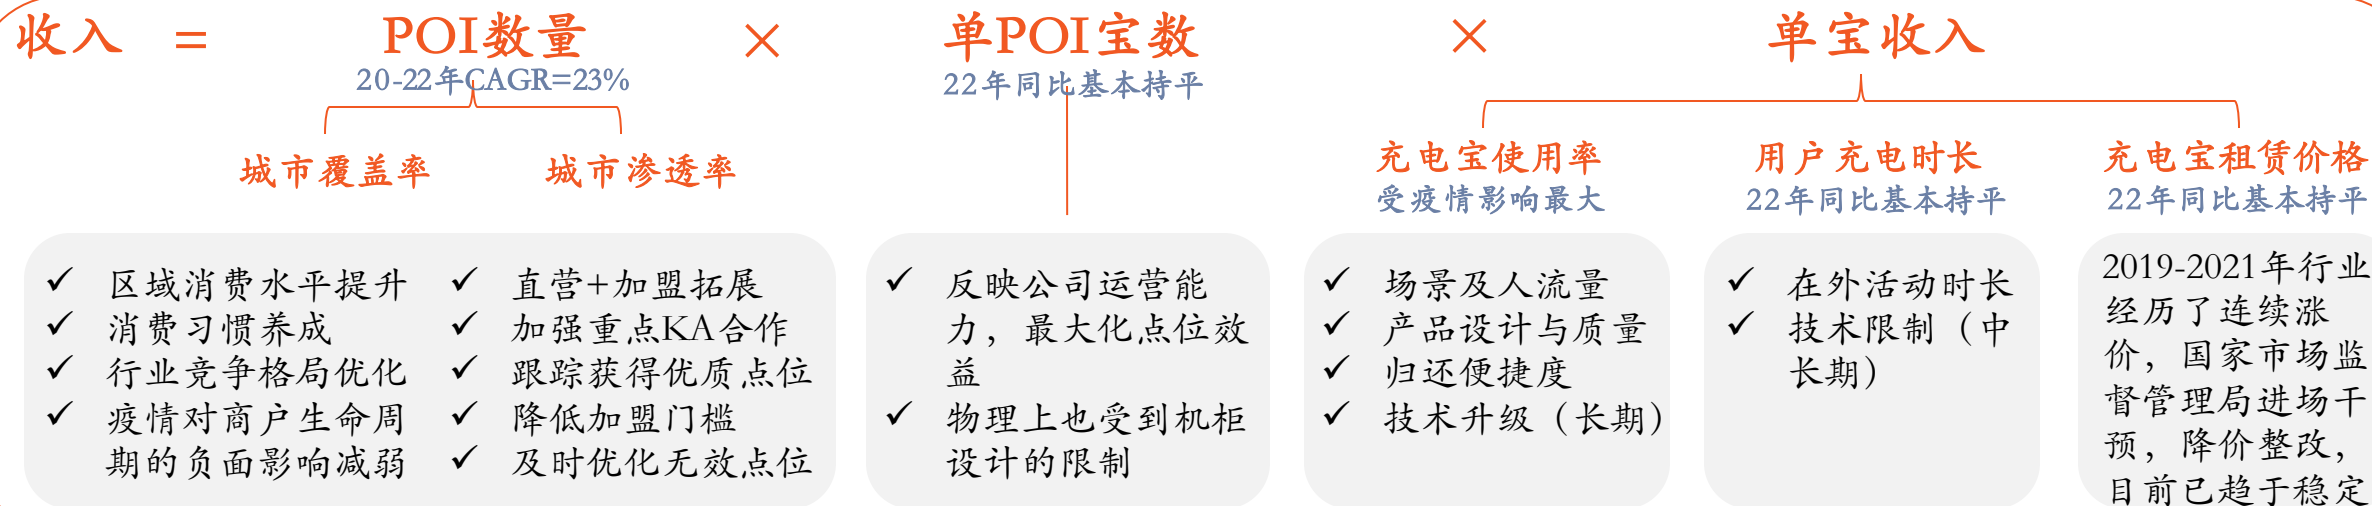 收入 = POI数量 × 单POI宝数 × 单宝收入
20-22年CAGR=23%
22年同比基本持平
城市覆盖率
城市渗透率
充电宝使用率
受疫情影响最大
用户充电时长
22年同比基本持平
充电宝租赁价格
22年同比基本持平
✓ 区域消费水平提升
✓ 消费习惯养成
✓ 行业竞争格局优化
✓ 疫情对商户生命周
期的负面影响减弱
✓ 直营+加盟拓展
✓ 加强重点KA合作
✓ 跟踪获得优质点位
✓ 降低加盟门槛
✓ 及时优化无效点位
✓ 反映公司运营能
力，最大化点位效
益
✓ 物理上也受到机柜
设计的限制
✓ 场景及人流量
✓ 产品设计与质量
✓ 归还便捷度
✓ 技术升级（长期）
✓ 在外活动时长
✓ 技术限制（中
长期）
2019-2021年行业
经历了连续涨
价，国家市场监
督管理局进场干
预，降价整改，
目前已趋于稳定